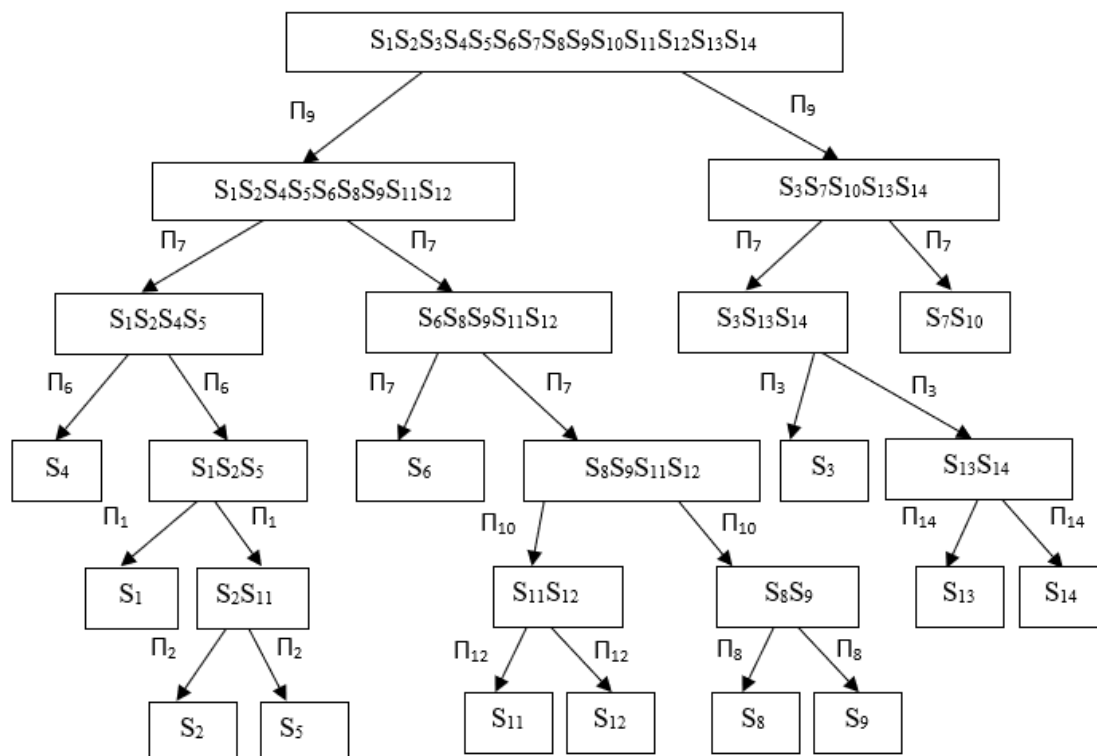 S₁S₂S₃S₄S₅S₆S₇S₈S₉S₁₀S₁₁S₁₂S₁₃S₁₄
П₉ П₉
S₁S₂S₄S₅S₆S₈S₉S₁₁S₁₂ S₃S₇S₁₀S₁₃S₁₄
П₇ П₇ П₇ П₇
S₁S₂S₄S₅ S₆S₈S₉S₁₁S₁₂ S₃S₁₃S₁₄ S₇S₁₀
П₆ П₆ П₇ П₇ П₃ П₃
S₄ S₁S₂S₅ S₆ S₈S₉S₁₁S₁₂ S₃ S₁₃S₁₄
П₁ П₁ П₁₀ П₁₀ П₁₄ П₁₄
S₁ S₂S₁₁ S₁₁S₁₂ S₈S₉ S₁₃ S₁₄
П₂ П₂ П₁₂ П₁₂ П₈ П₈
S₂ S₅ S₁₁ S₁₂ S₈ S₉